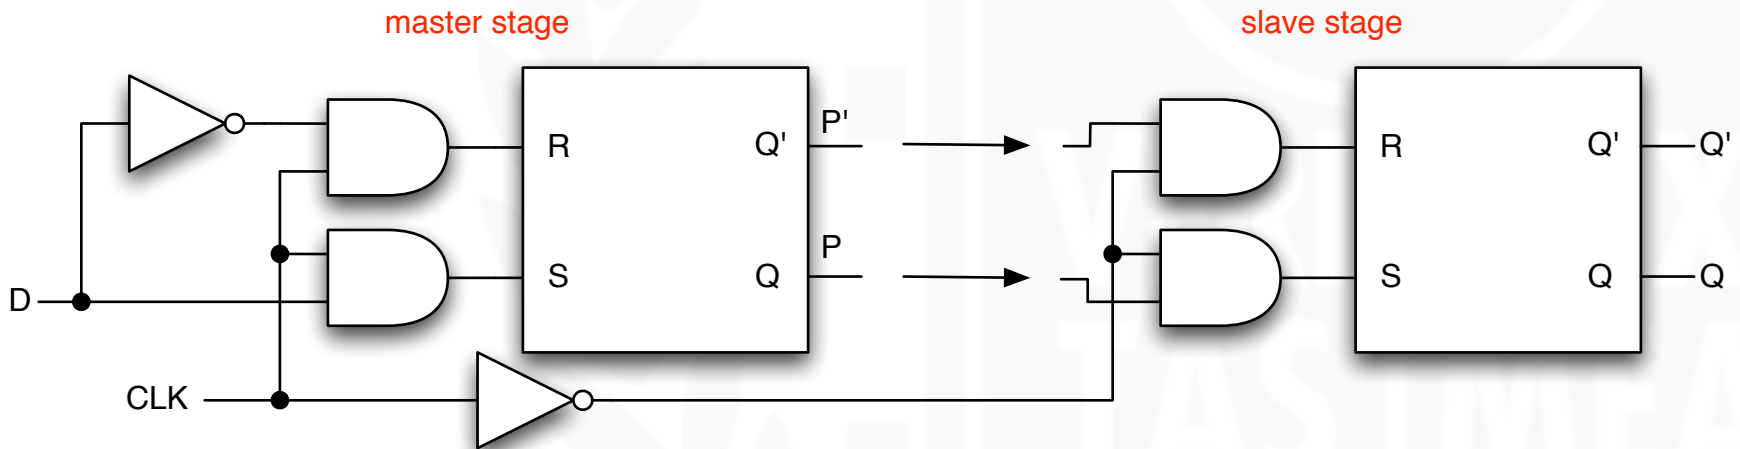 master stage
slave stage
R
Q'
P'
R
Q'
Q'
P
S
Q
S
Q
Q
D
CLK